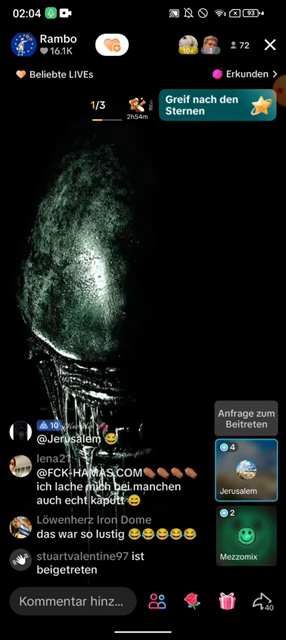 02:04
93
Rambo
16.1K
72
Beliebte LIVEs
Erkunden >
1/3
2h54m
Greif nach den
Sternen
10
@Jerusalem 😂
lena21
@FCK-HAMAS.COM
ich lache mich bei manchen
auch echt kaputt 😅
Löwenherz Iron Dome
das war so lustig 😂😂😂😂😂
stuartvalentine97 ist
beigetreten
Anfrage zum
Beitreten
4
Jerusalem
2
Mezzomix
Kommentar hinz...
40